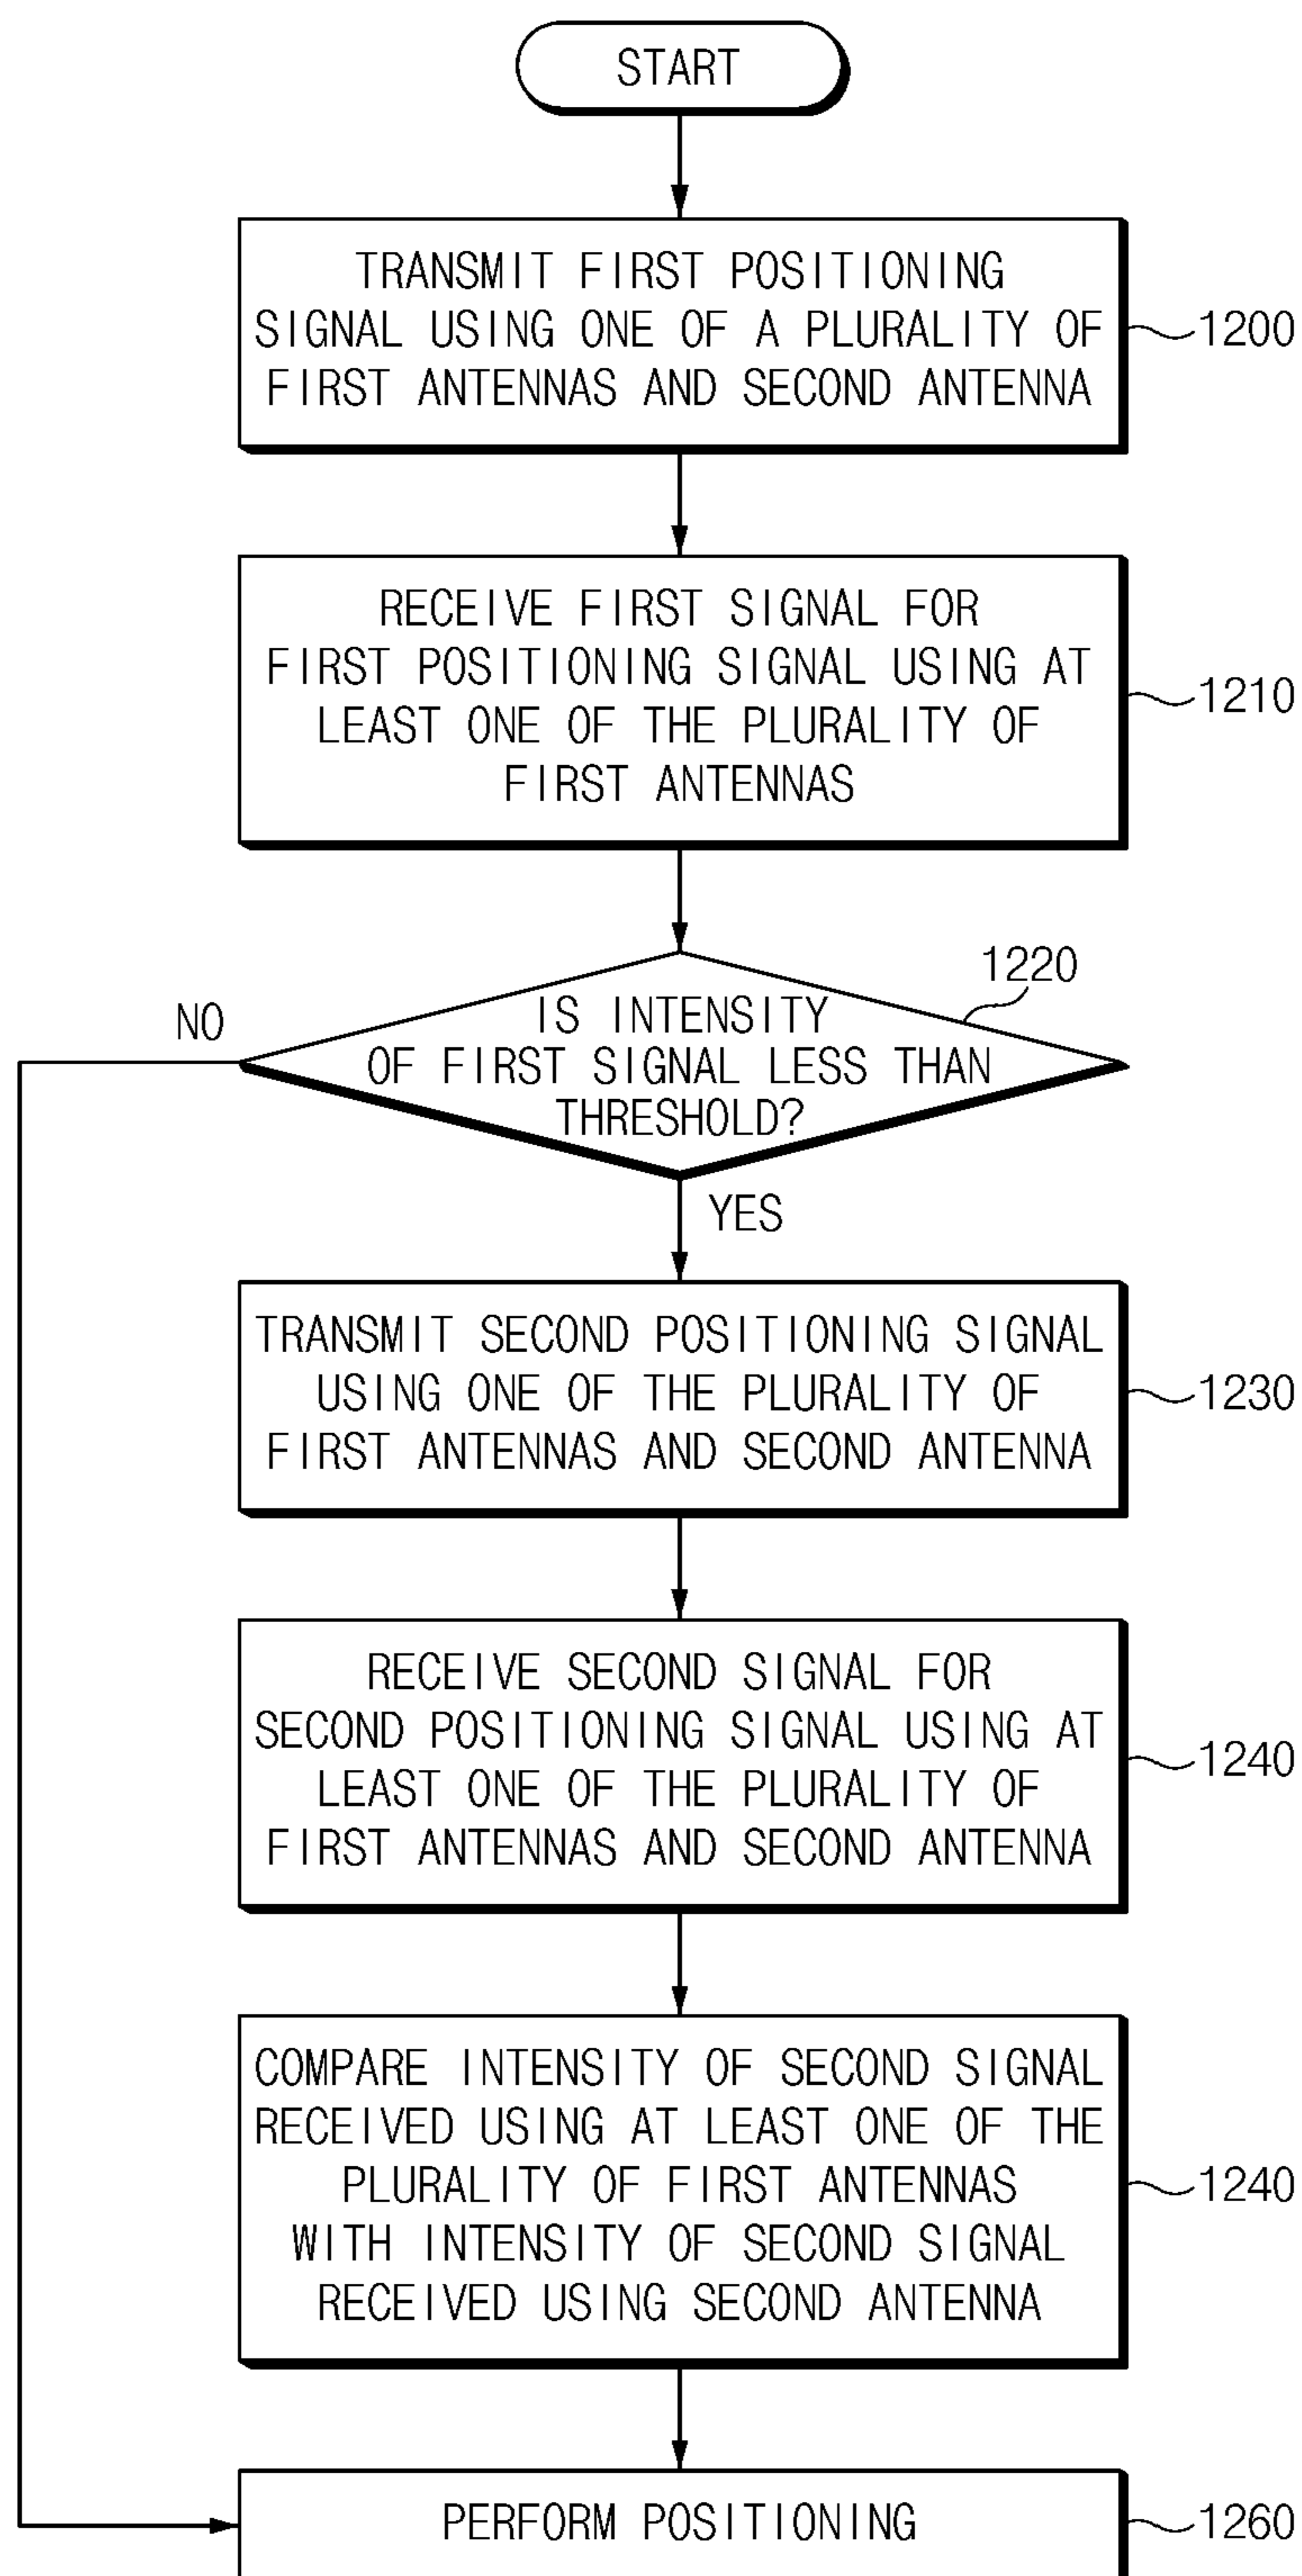 START
TRANSMIT FIRST POSITIONING
SIGNAL USING ONE OF A PLURALITY OF
FIRST ANTENNAS AND SECOND ANTENNA
1200
RECEIVE FIRST SIGNAL FOR
FIRST POSITIONING SIGNAL USING AT
LEAST ONE OF THE PLURALITY OF
FIRST ANTENNAS
1210
1220
NO
IS INTENSITY
OF FIRST SIGNAL LESS THAN
THRESHOLD?
YES
TRANSMIT SECOND POSITIONING SIGNAL
USING ONE OF THE PLURALITY OF
FIRST ANTENNAS AND SECOND ANTENNA
1230
RECEIVE SECOND SIGNAL FOR
SECOND POSITIONING SIGNAL USING AT
LEAST ONE OF THE PLURALITY OF
FIRST ANTENNAS AND SECOND ANTENNA
1240
COMPARE INTENSITY OF SECOND SIGNAL
RECEIVED USING AT LEAST ONE OF THE
PLURALITY OF FIRST ANTENNAS
WITH INTENSITY OF SECOND SIGNAL
RECEIVED USING SECOND ANTENNA
1240
PERFORM POSITIONING
1260